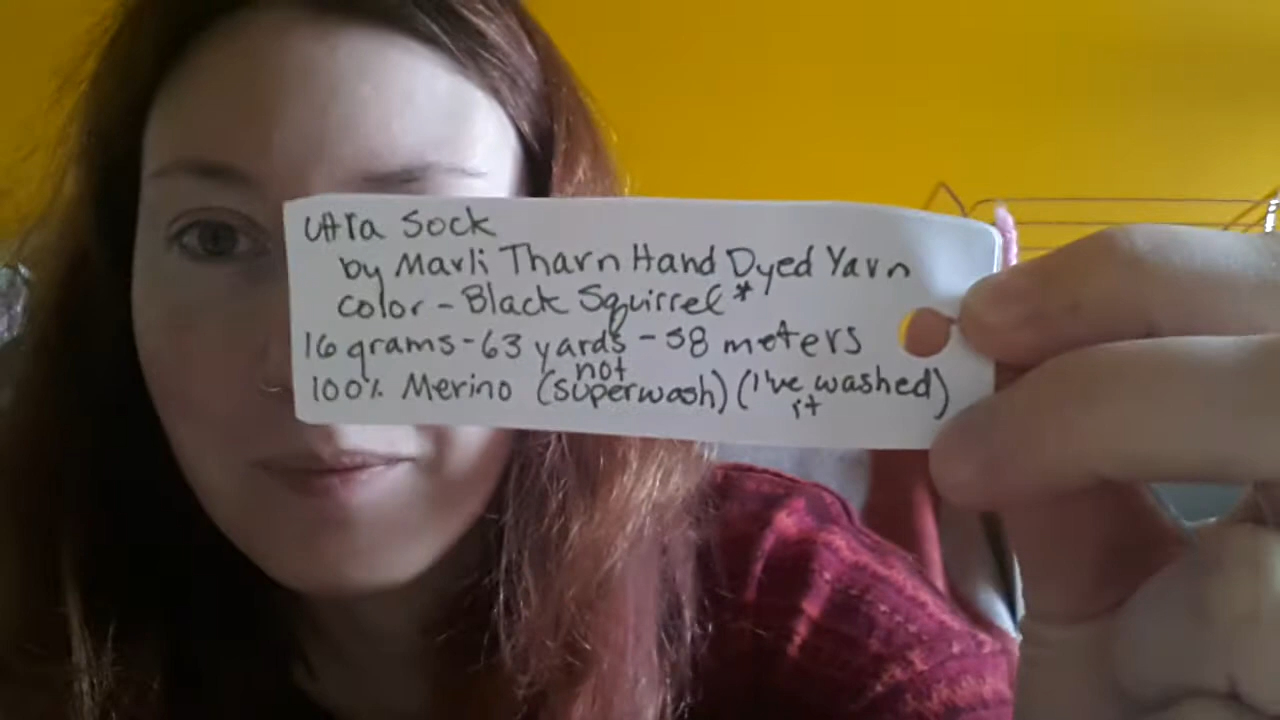 Ultra Sock
by Marli Tharn Hand Dyed Yarn
color - Black Squirrel *
16 grams - 63 yards - 58 meters
100% Merino (not superwash) (I've washed it)